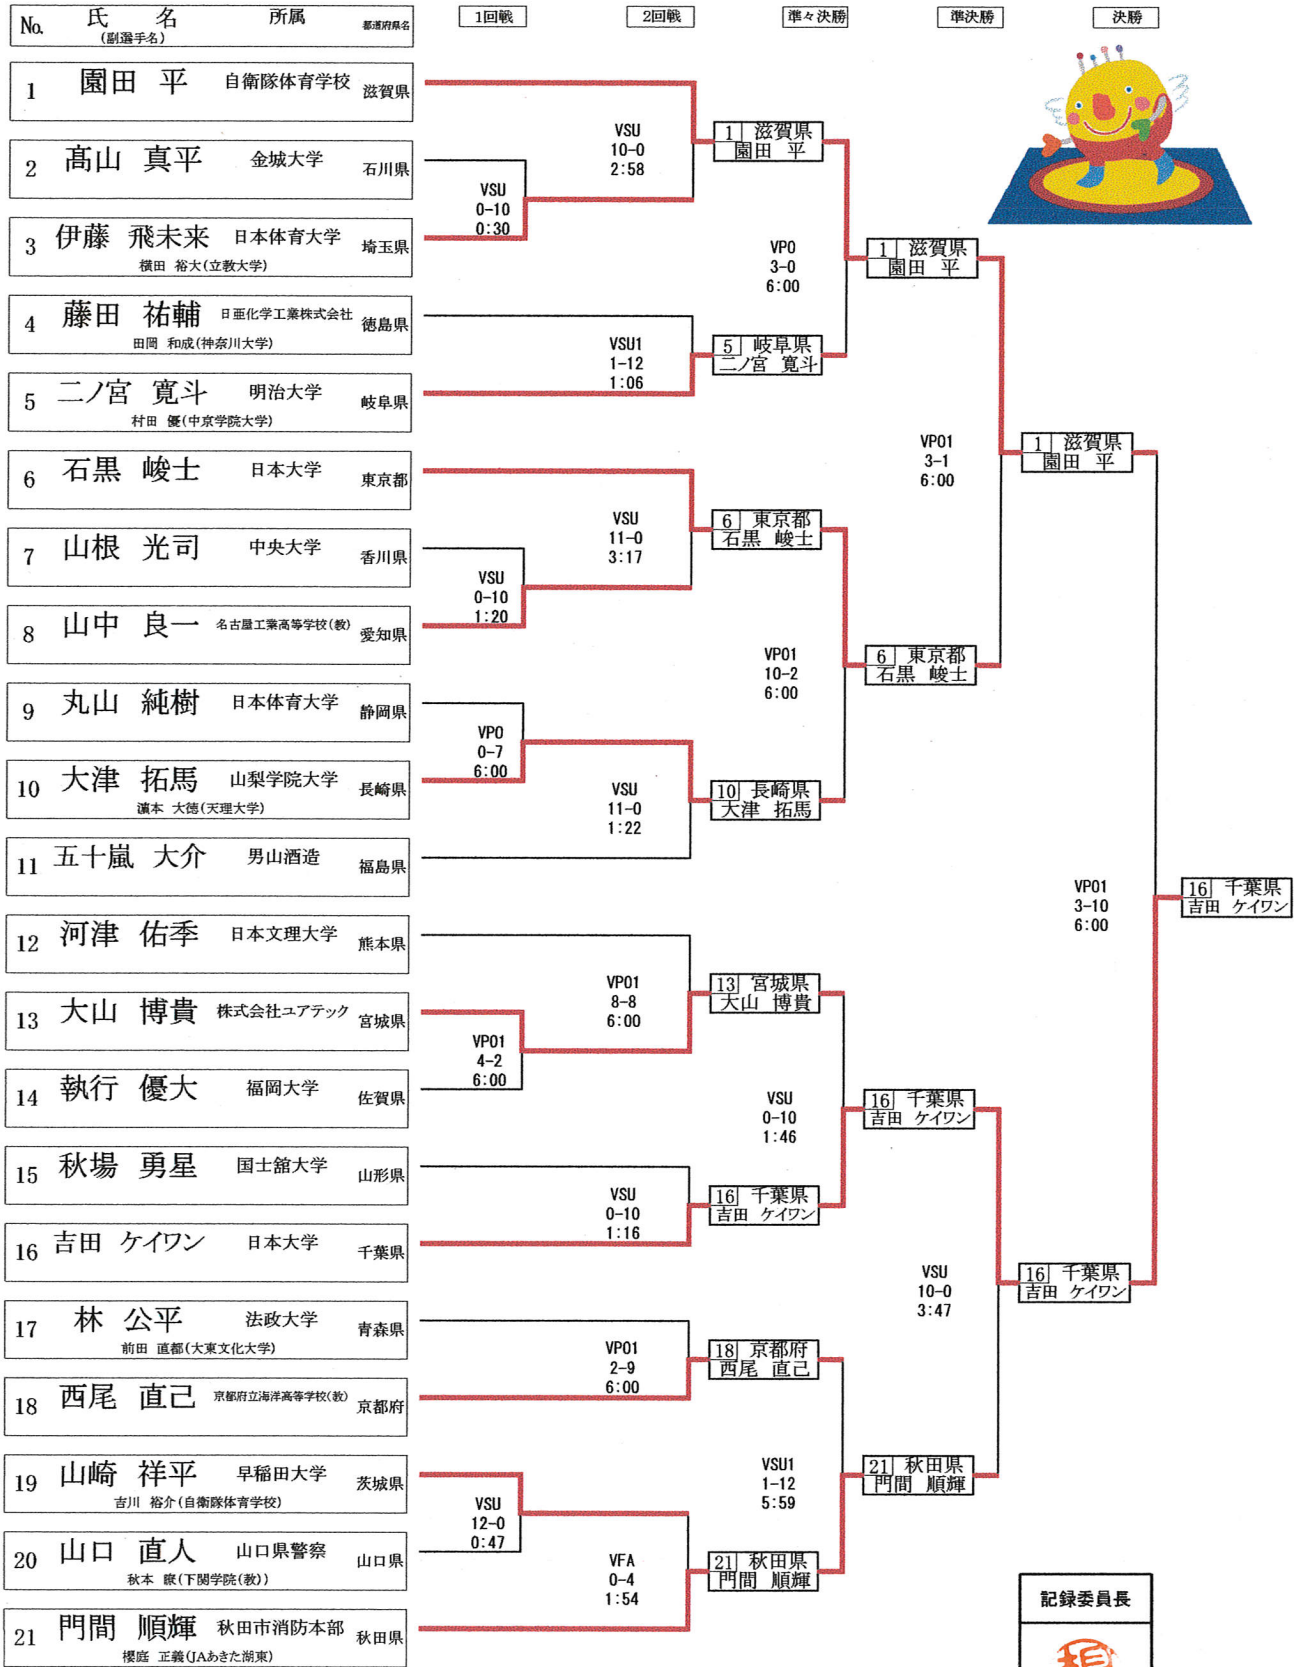 No. 氏 名 所属 都道府県名
(副選手名)
1回戦 2回戦 準々決勝 準決勝 決勝
1 園田 平 自衛隊体育学校 滋賀県
2 髙山 真平 金城大学 石川県
3 伊藤 飛未来 日本体育大学 埼玉県
横田 裕大(立教大学)
4 藤田 祐輔 日亜化学工業株式会社 徳島県
田岡 和成(神奈川大学)
5 二ノ宮 寛斗 明治大学 岐阜県
村田 優(中京学院大学)
6 石黒 峻士 日本大学 東京都
7 山根 光司 中央大学 香川県
8 山中 良一 名古屋工業高等学校(教) 愛知県
9 丸山 純樹 日本体育大学 静岡県
10 大津 拓馬 山梨学院大学 長崎県
濵本 大徳(天理大学)
11 五十嵐 大介 男山酒造 福島県
12 河津 佑季 日本文理大学 熊本県
13 大山 博貴 株式会社ユアテック 宮城県
14 執行 優大 福岡大学 佐賀県
15 秋場 勇星 国士舘大学 山形県
16 吉田 ケイワン 日本大学 千葉県
17 林 公平 法政大学 青森県
前田 直都(大東文化大学)
18 西尾 直己 京都府立海洋高等学校(教) 京都府
19 山崎 祥平 早稲田大学 茨城県
吉川 裕介(自衛隊体育学校)
20 山口 直人 山口県警察 山口県
秋本 (下関学院(教))
21 門間 順輝 秋田市消防本部 秋田県
櫻庭 正義(JAあきた湖東)
VSU
0-10
0:30
VSU
0-10
1:20
VPO
0-7
6:00
VPO1
4-2
6:00
VSU
12-0
0:47
VSU
10-0
2:58
VSU1
1-12
1:06
VSU
11-0
3:17
VSU
11-0
1:22
VPO1
8-8
6:00
VSU
0-10
1:16
VPO1
2-9
6:00
VFA
0-4
1:54
1 滋賀県
園田 平
5 岐阜県
二ノ宮 寛斗
6 東京都
石黒 峻士
10 長崎県
大津 拓馬
13 宮城県
大山 博貴
16 千葉県
吉田 ケイワン
18 京都府
西尾 直己
21 秋田県
門間 順輝
VPO
3-0
6:00
VPO1
10-2
6:00
VSU
0-10
1:46
VSU1
1-12
5:59
1 滋賀県
園田 平
6 東京都
石黒 峻士
16 千葉県
吉田 ケイワン
21 秋田県
門間 順輝
VPO1
3-1
6:00
VSU
10-0
3:47
1 滋賀県
園田 平
16 千葉県
吉田 ケイワン
VPO1
3-10
6:00
16 千葉県
吉田 ケイワン
記録委員長